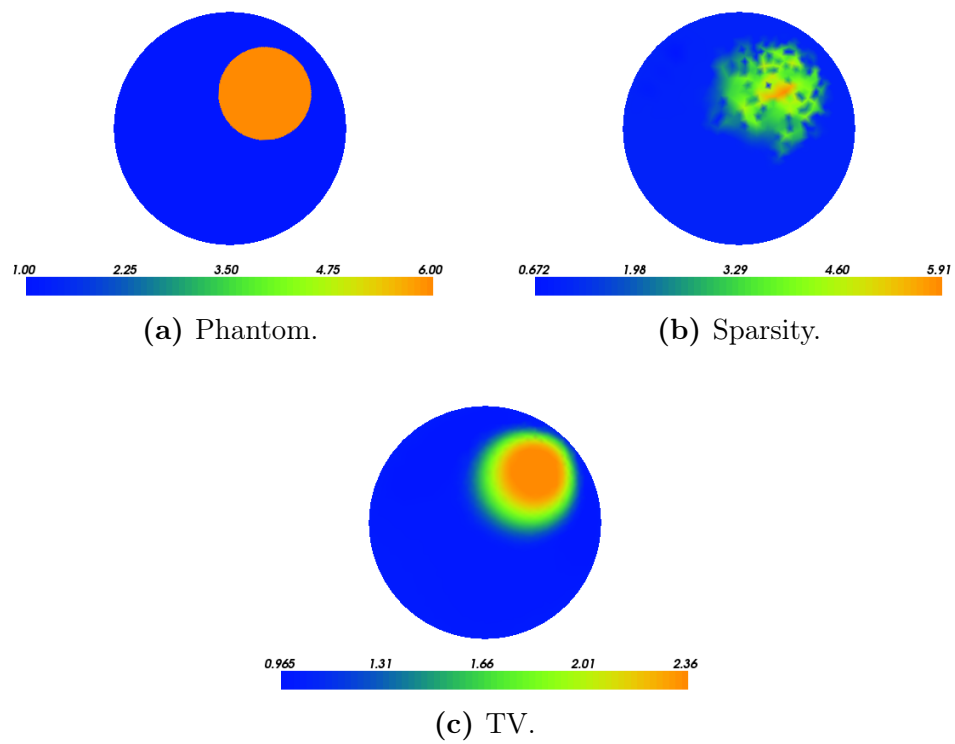 1.00 2.25 3.50 4.75 6.00
(a) Phantom.
0.672 1.98 3.29 4.60 5.91
(b) Sparsity.
0.965 1.31 1.66 2.01 2.36
(c) TV.